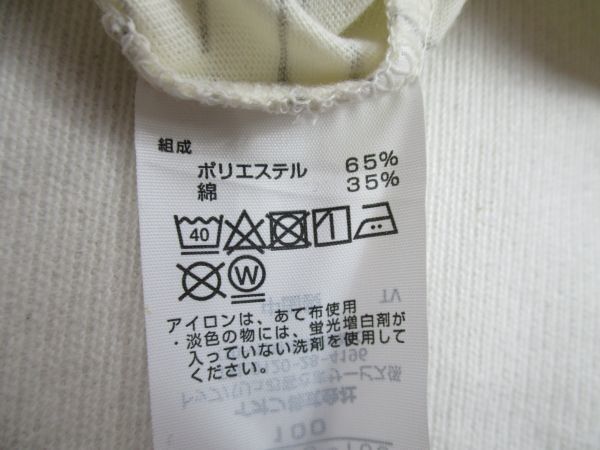 組成
ポリエステル 65%
綿 35%
40
W
アイロンは、あて布使用
・淡色の物には、蛍光増白剤が
入っていない洗剤を使用して
ください。
TV
100